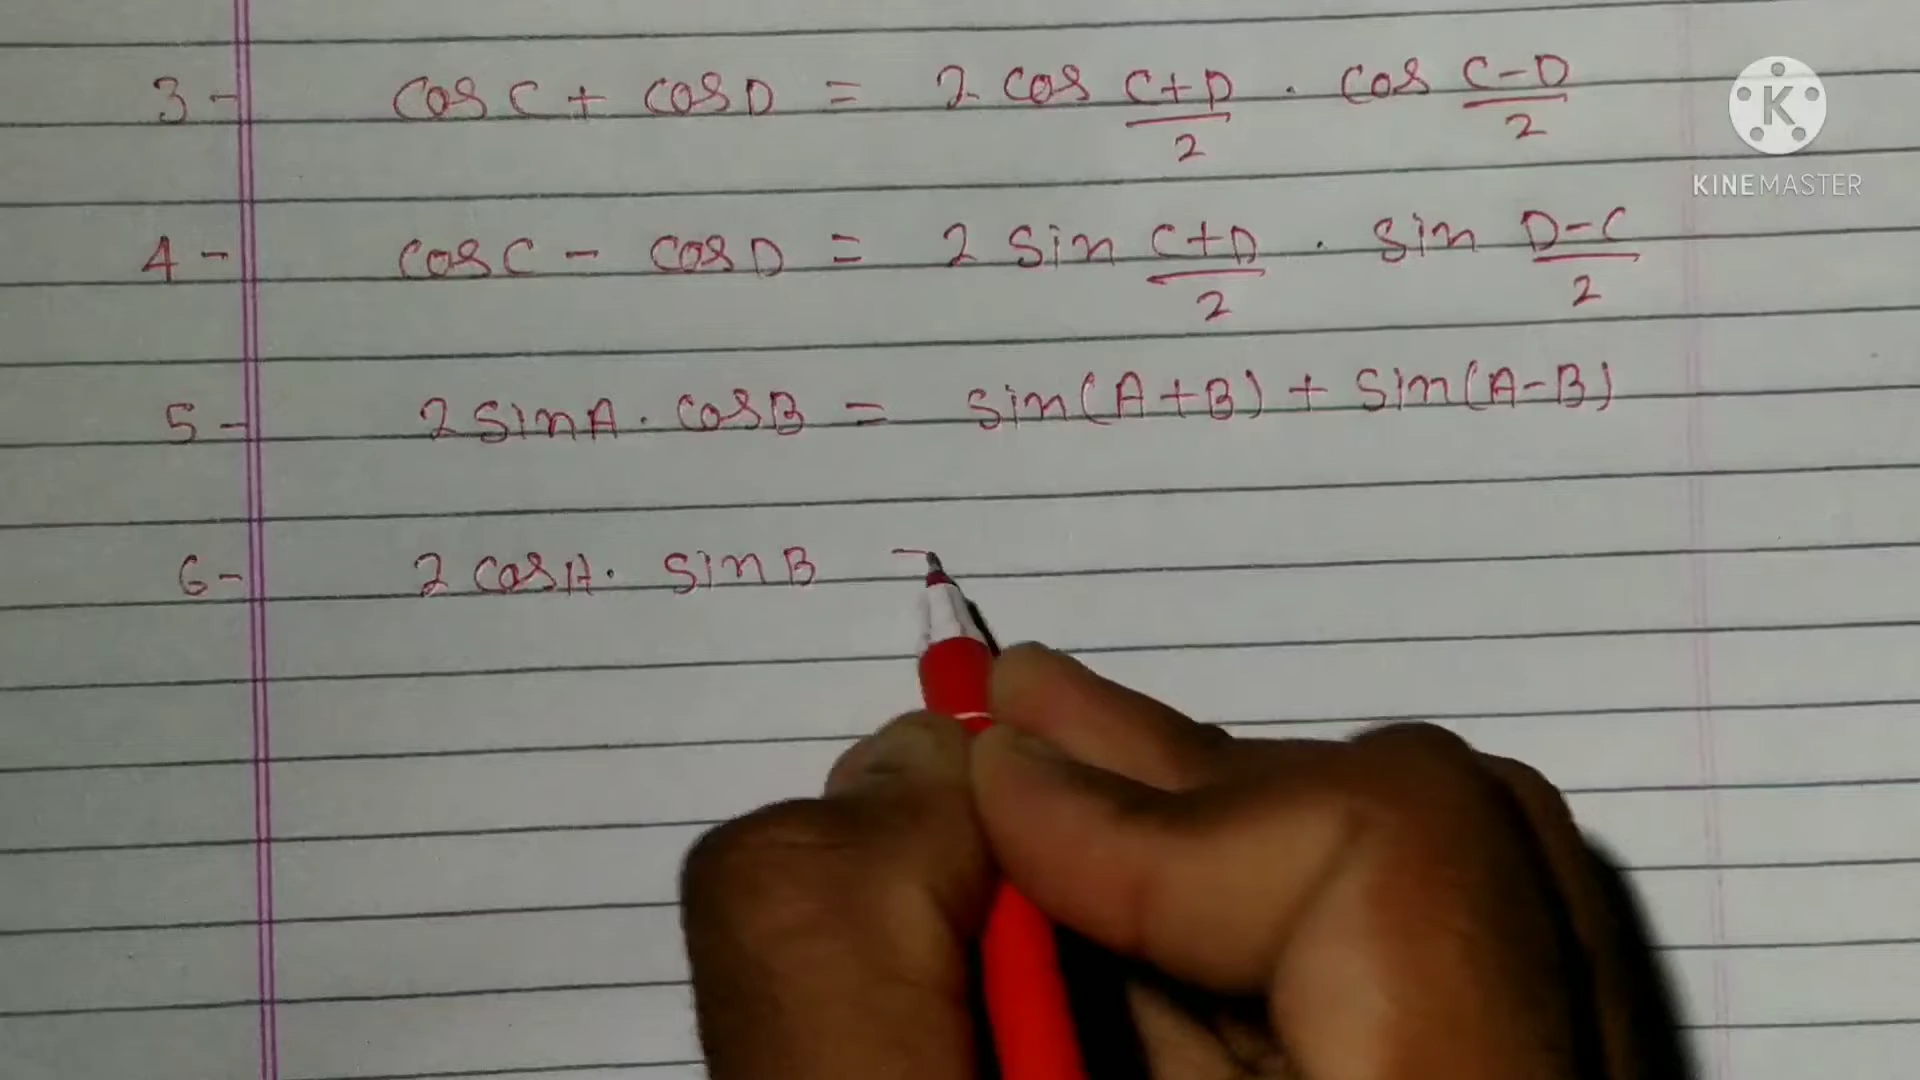 3- cos C + cos D = 2 cos (C+D)/2 . cos (C-D)/2
K
KINEMASTER
4- cos C - cos D = 2 sin (C+D)/2 . sin (D-C)/2
5- 2 sin A . cos B = sin(A+B) + sin(A-B)
6- 2 cos A . sin B